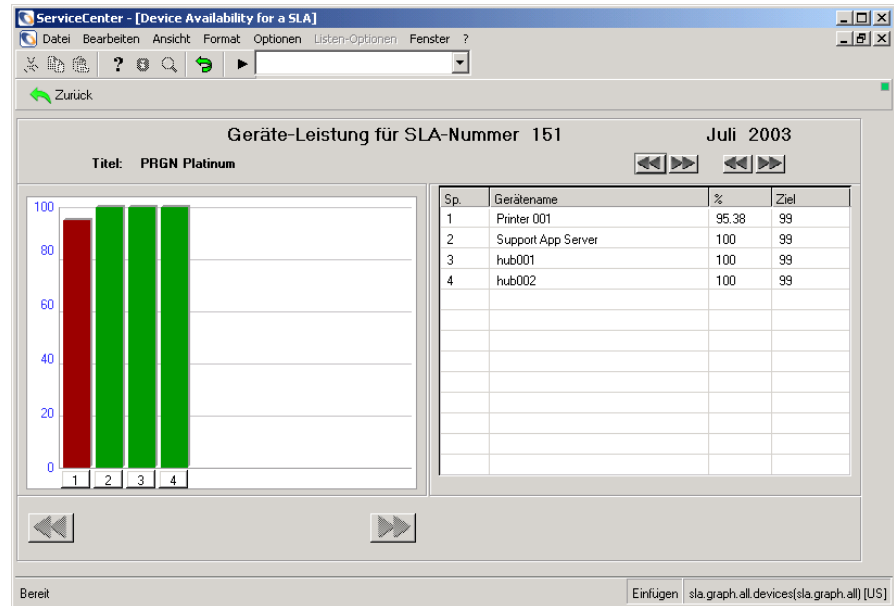 ServiceCenter - [Device Availability for a SLA]
Datei Bearbeiten Ansicht Format Optionen Listen-Optionen Fenster ?
Zurück
Geräte-Leistung für SLA-Nummer 151 Juli 2003
Titel: PRGN Platinum
100
80
60
40
20
0
1 2 3 4
Sp. Gerätename % Ziel
1 Printer 001 95.38 99
2 Support App Server 100 99
3 hub001 100 99
4 hub002 100 99
Bereit Einfügen sla.graph.all.devices(sla.graph.all) [US]